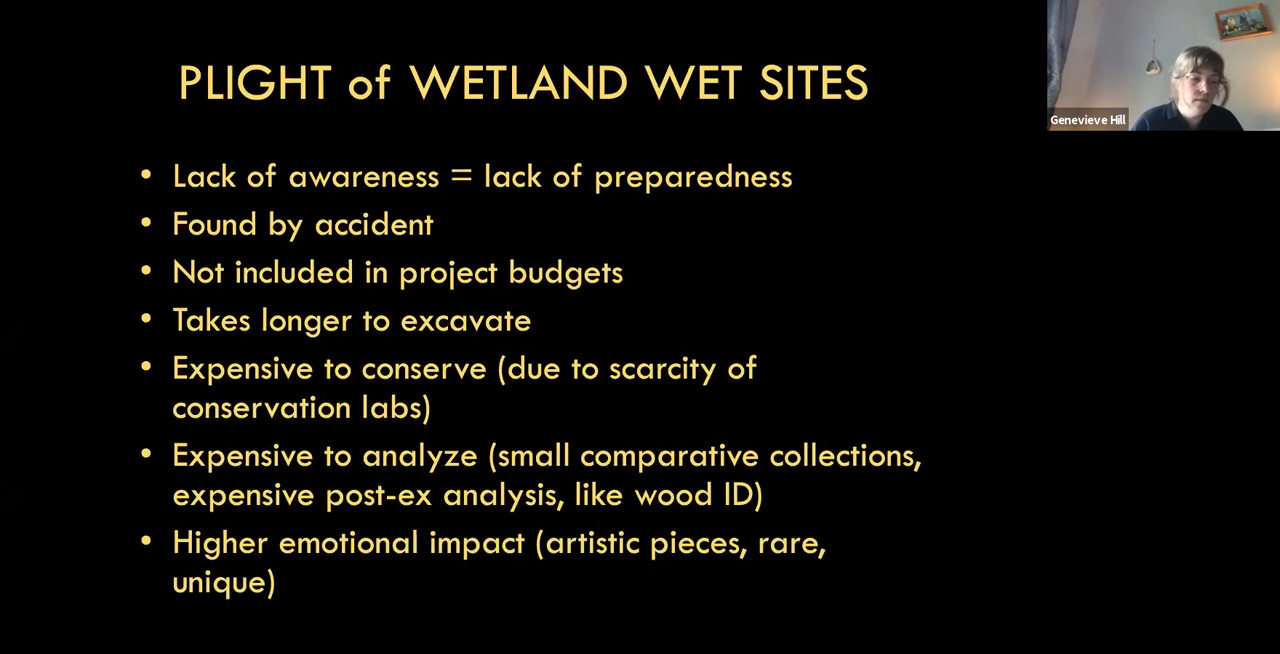 PLIGHT of WETLAND WET SITES
Genevieve Hill
• Lack of awareness = lack of preparedness
• Found by accident
• Not included in project budgets
• Takes longer to excavate
• Expensive to conserve (due to scarcity of
conservation labs)
• Expensive to analyze (small comparative collections,
expensive post-ex analysis, like wood ID)
• Higher emotional impact (artistic pieces, rare,
unique)